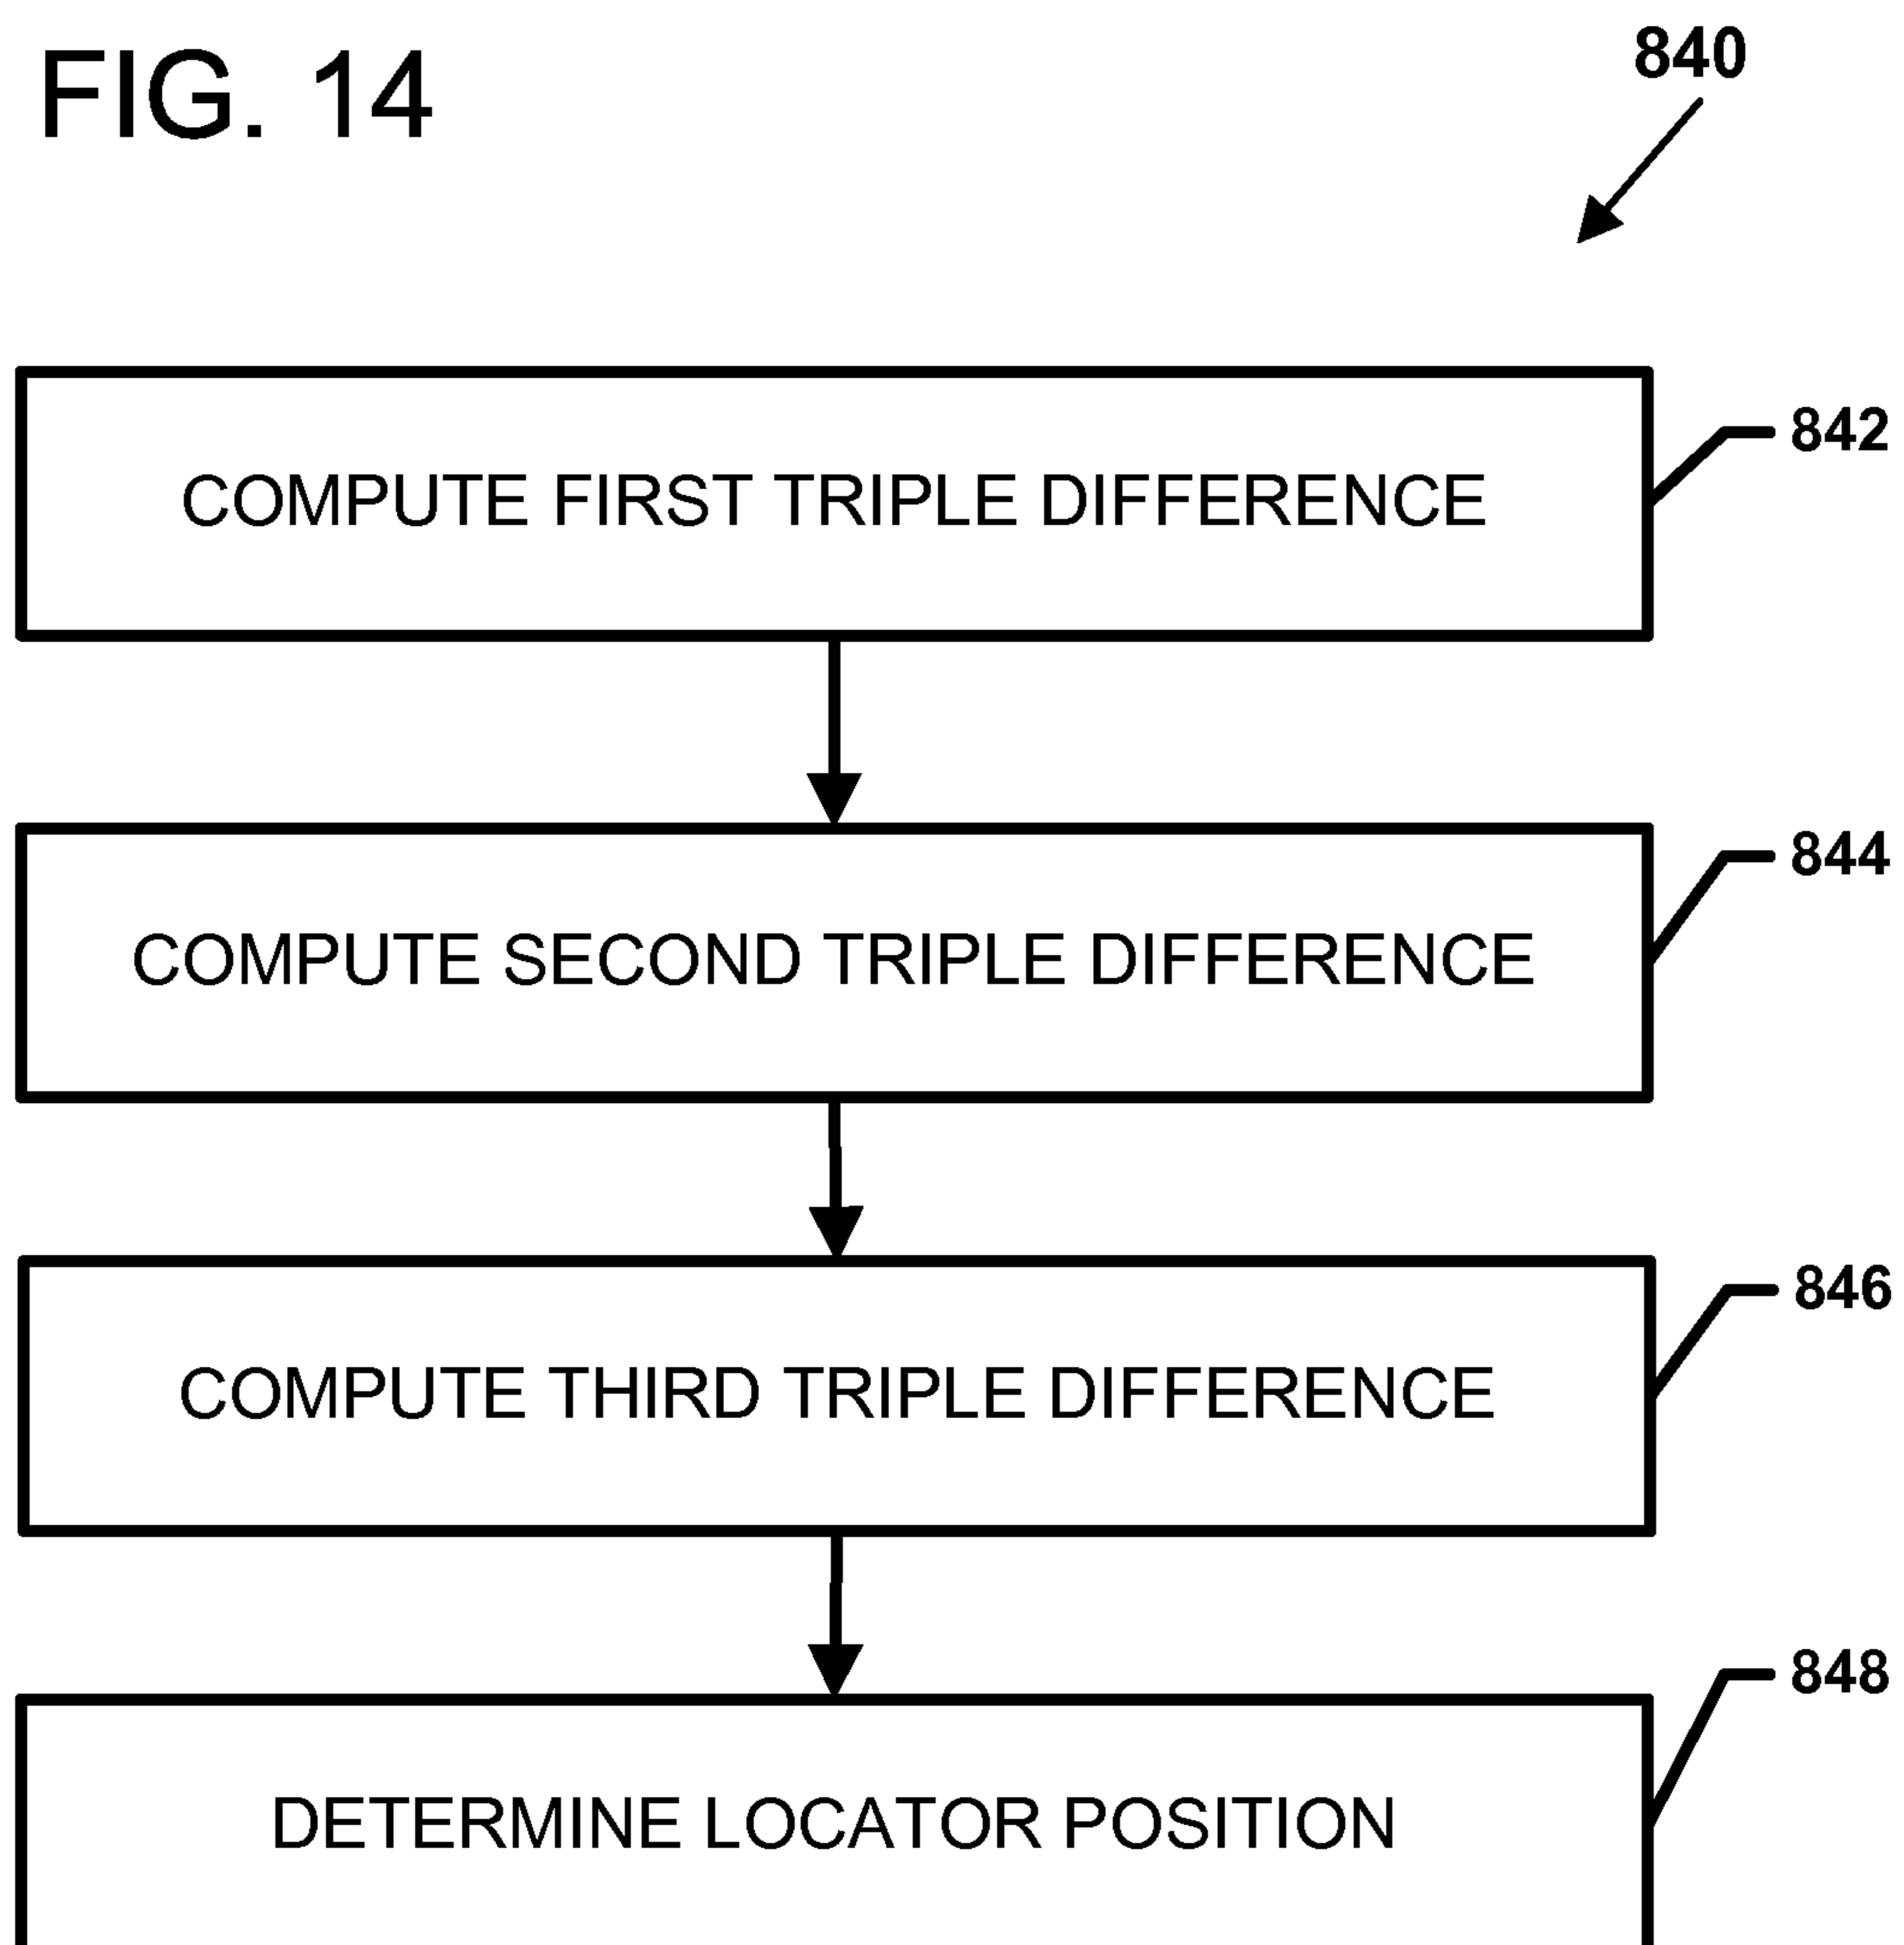 FIG. 14
840
COMPUTE FIRST TRIPLE DIFFERENCE
842
COMPUTE SECOND TRIPLE DIFFERENCE
844
COMPUTE THIRD TRIPLE DIFFERENCE
846
DETERMINE LOCATOR POSITION
848